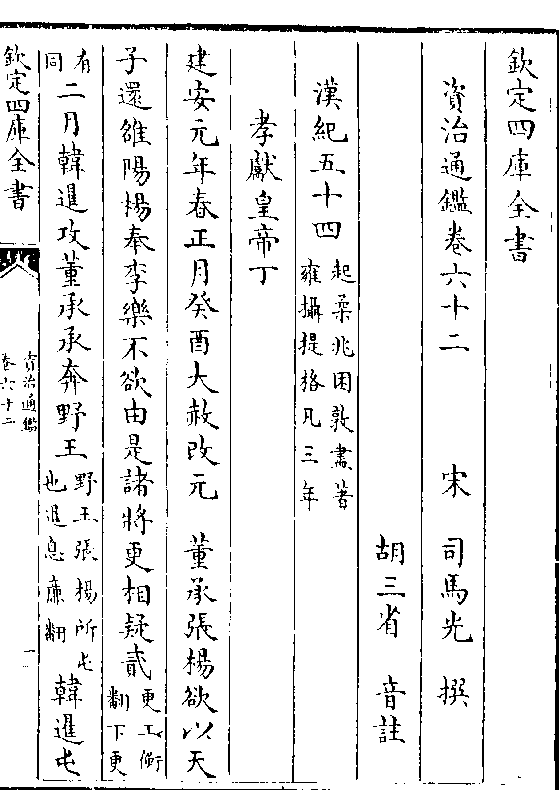 欽定四庫全書
資治通鑑卷六十二
宋 司馬光 撰
胡三省 音註
漢紀五十四
起柔兆困敦盡著
雍攝提格凡三年
孝獻皇帝丁
建安元年春正月癸酉大赦改元 董承張楊欲以天
子還雒陽楊奉李樂不欲由是諸將更相疑貳
更工衡
翻下更
有
同
二月韓暹攻董承承奔野王
野王張楊所屯
也暹息廉翻
韓暹屯
欽定四庫全書
資治通鑑
卷六十二
一